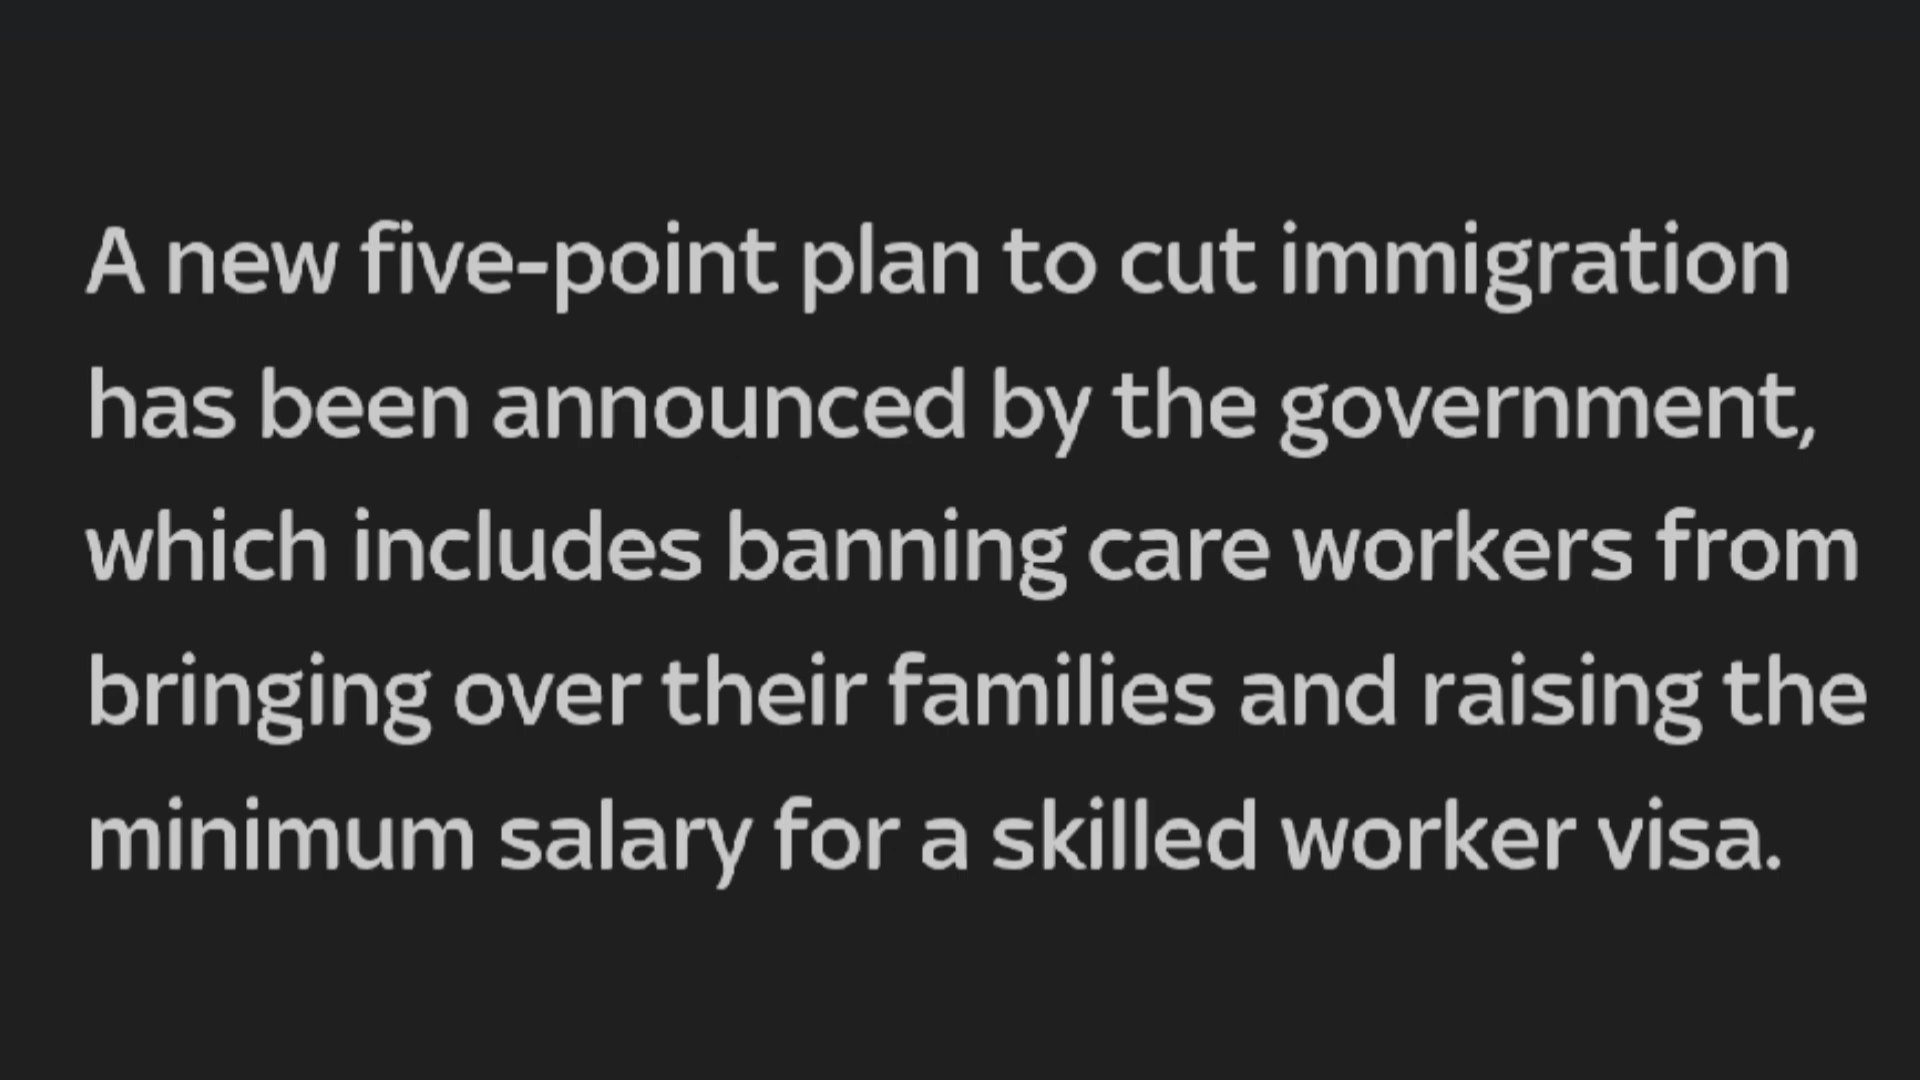 A new five-point plan to cut immigration
has been announced by the government,
which includes banning care workers from
bringing over their families and raising the
minimum salary for a skilled worker visa.